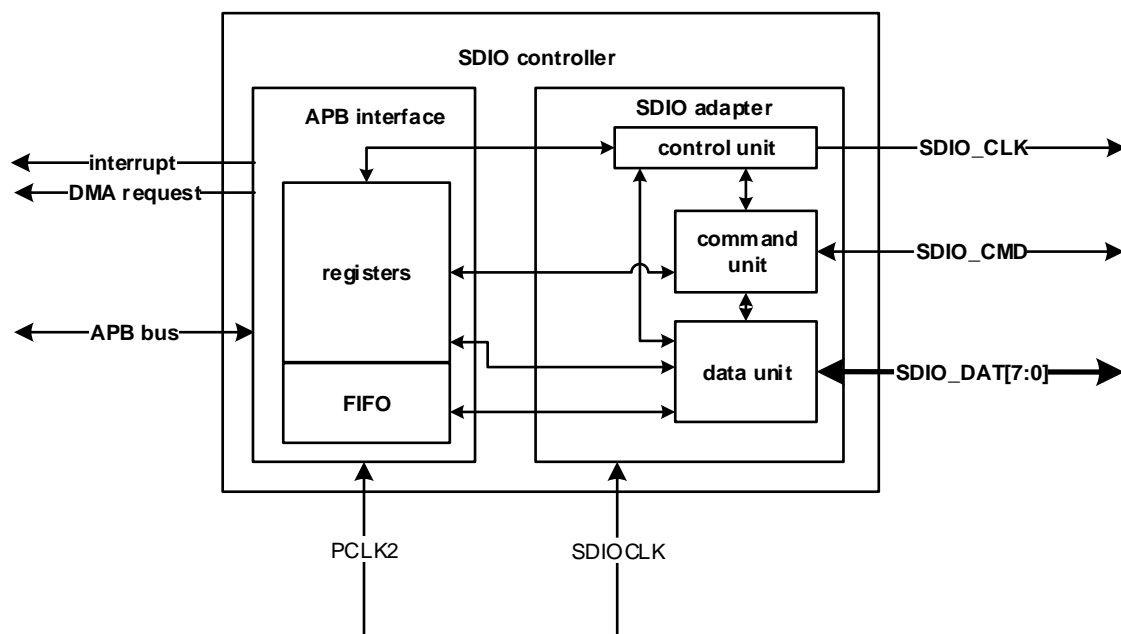 SDIO controller
APB interface
SDIO adapter
control unit
interrupt
SDIO_CLK
DMA request
registers
command
unit
SDIO_CMD
APB bus
data unit
SDIO_DAT[7:0]
FIFO
PCLK2
SDIOCLK